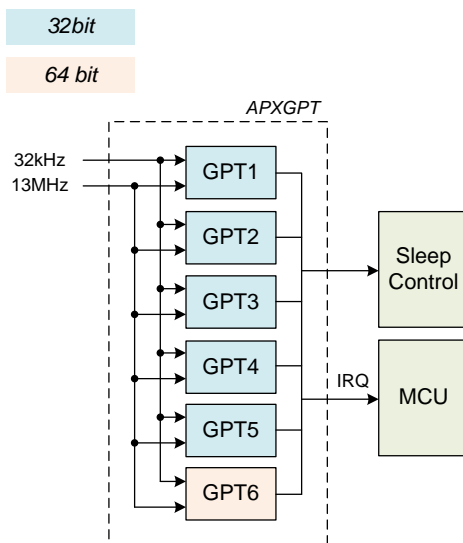 32bit
64 bit
APXGPT
32kHz
13MHz
GPT1
GPT2
GPT3
GPT4
GPT5
GPT6
Sleep
Control
IRQ
MCU